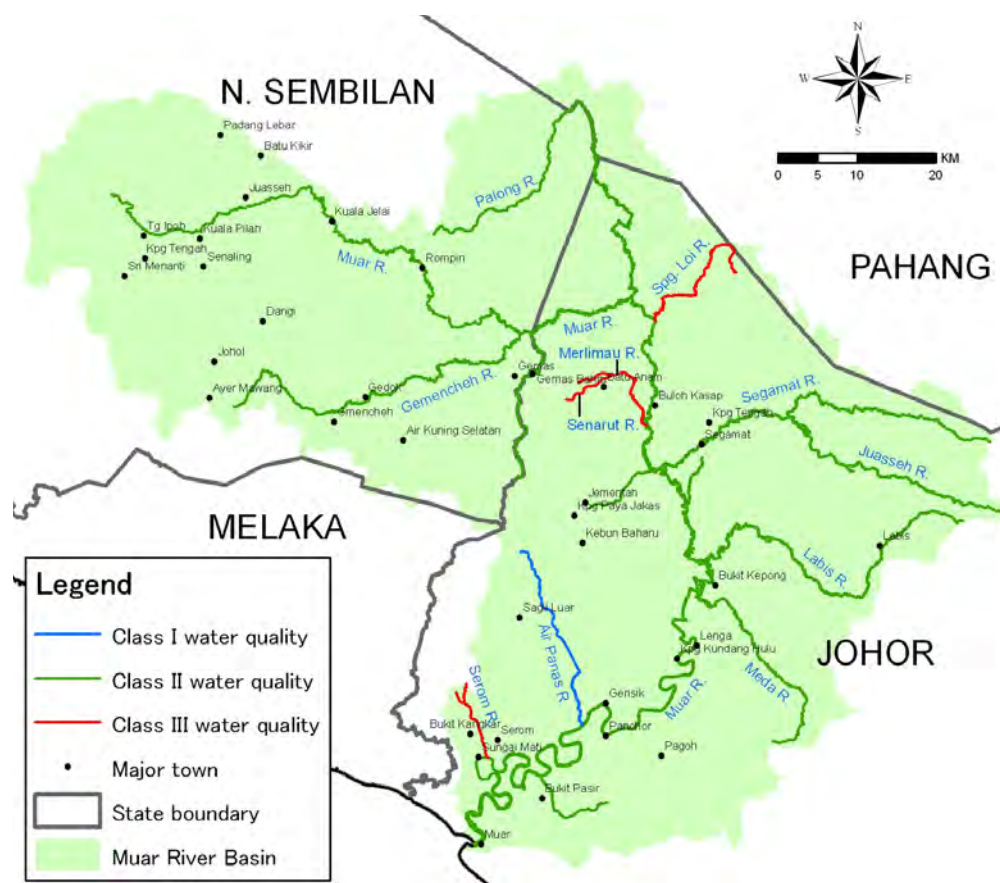 N. SEMBILAN
N
W
E
S
0
5
10
20
KM
Padang Lebar
Batu Kikir
Juasseh
Palong R.
Kuala Jelai
Tg Ipoh
Kuala Pilah
Kpg Tengah
Senaling
Sri Menanti
Muar R.
Rompin
Spg. Loi R.
PAHANG
Dangi
Muar R.
Merlimau R.
Johol
Gemas
Gemas Baru
Batu Anam
Ayer Mawang
Gedok
Gemencheh R.
Gmencheh
Air Kuning Selatan
Senarut R.
Buloh Kasap
Segamat R.
Kpg Tengah
Segamat
Juasseh R.
MELAKA
Jementah
Kpg Paya Jakas
Kebun Baharu
Labis
Labis R.
Bukit Kepong
Sagil Luar
Air Panas R.
Lenga
Kpg Kundang Hulu
JOHOR
Meda R.
Muar R.
Serom R.
Gersik
Bukit Kangkar
Serom
Panchor
Sungai Mati
Pagoh
Bukit Pasir
Muar
Legend
Class I water quality
Class II water quality
Class III water quality
Major town
State boundary
Muar River Basin